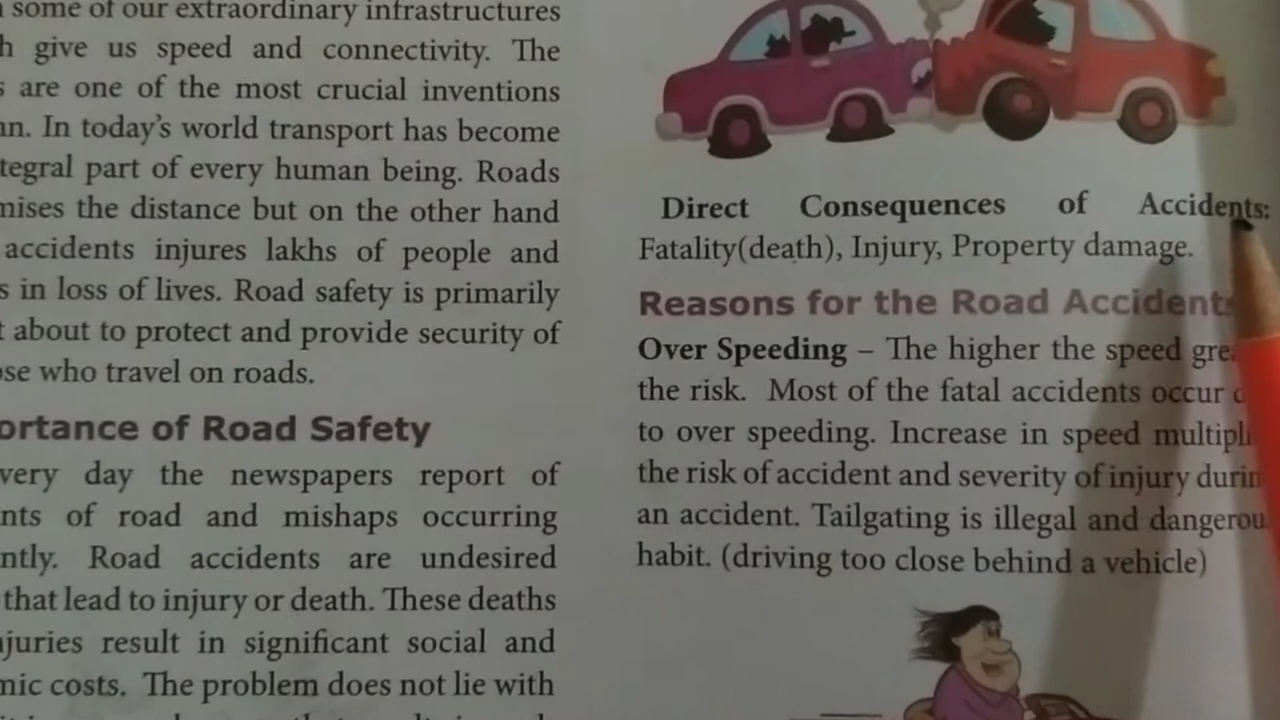 some of our extraordinary infrastructures
give us speed and connectivity. The
are one of the most crucial inventions
In today's world transport has become
part of every human being. Roads
the distance but on the other hand
accidents injures lakhs of people and
in loss of lives. Road safety is primarily
about to protect and provide security of
who travel on roads.
of Road Safety
day the newspapers report of
of road and mishaps occurring
Road accidents are undesired
that lead to injury or death. These deaths
result in significant social and
costs. The problem does not lie with
Direct Consequences of Accidents:
Fatality(death), Injury, Property damage.
Reasons for the Road Accidents
Over Speeding – The higher the speed
the risk. Most of the fatal accidents occur
to over speeding. Increase in speed
the risk of accident and severity of injury
an accident. Tailgating is illegal and
habit. (driving too close behind a vehicle)